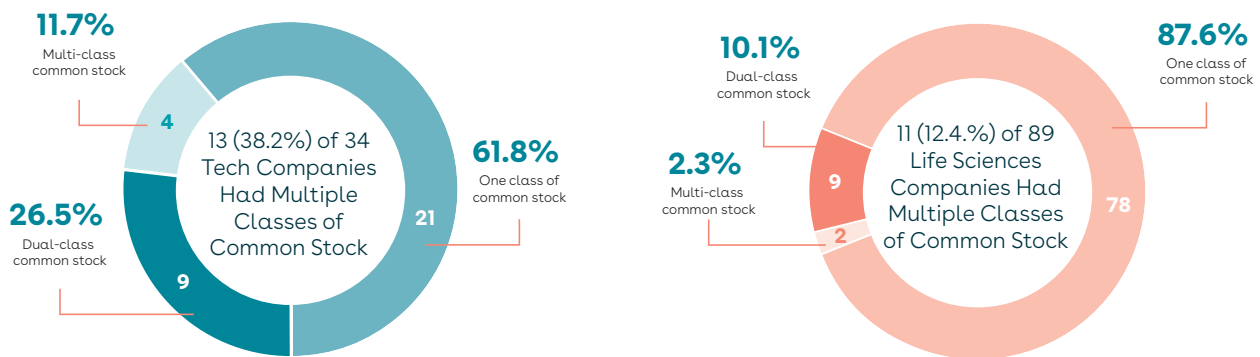 11.7%
Multi-class
common stock
4
13 (38.2%) of 34
Tech Companies
Had Multiple
Classes of
Common Stock
61.8%
One class of
common stock
21
26.5%
Dual-class
common stock
9
87.6%
One class of
common stock
10.1%
Dual-class
common stock
11 (12.4.%) of 89
Life Sciences
Companies Had
Multiple Classes
of Common Stock
2.3%
Multi-class
common stock
9
78
2